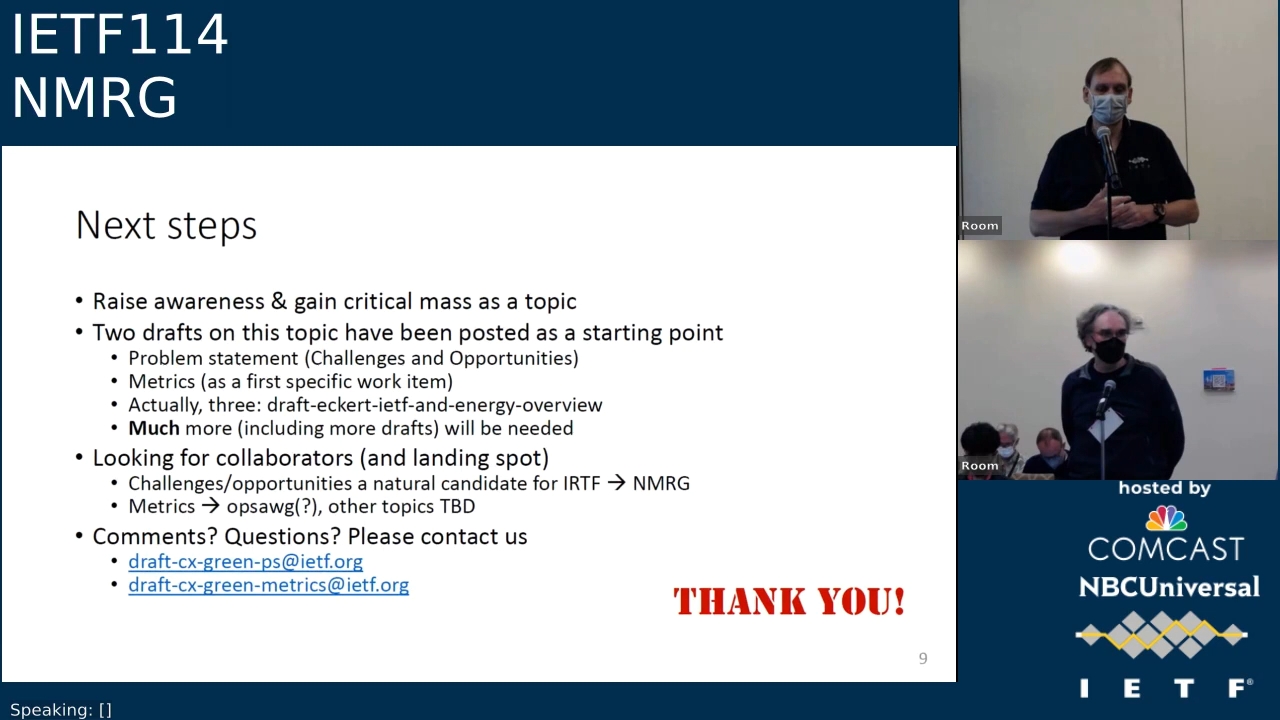 IETF114
NMRG
Next steps
• Raise awareness & gain critical mass as a topic
• Two drafts on this topic have been posted as a starting point
• Problem statement (Challenges and Opportunities)
• Metrics (as a first specific work item)
• Actually, three: draft-eckert-ietf-and-energy-overview
• Much more (including more drafts) will be needed
• Looking for collaborators (and landing spot)
• Challenges/opportunities a natural candidate for IRTF → NMRG
• Metrics → opsawg(?), other topics TBD
• Comments? Questions? Please contact us
• draft-cx-green-ps@ietf.org
• draft-cx-green-metrics@ietf.org
THANK YOU!
9
Room
Room
hosted by
COMCAST
NBCUniversal
I E T F®
Speaking: []